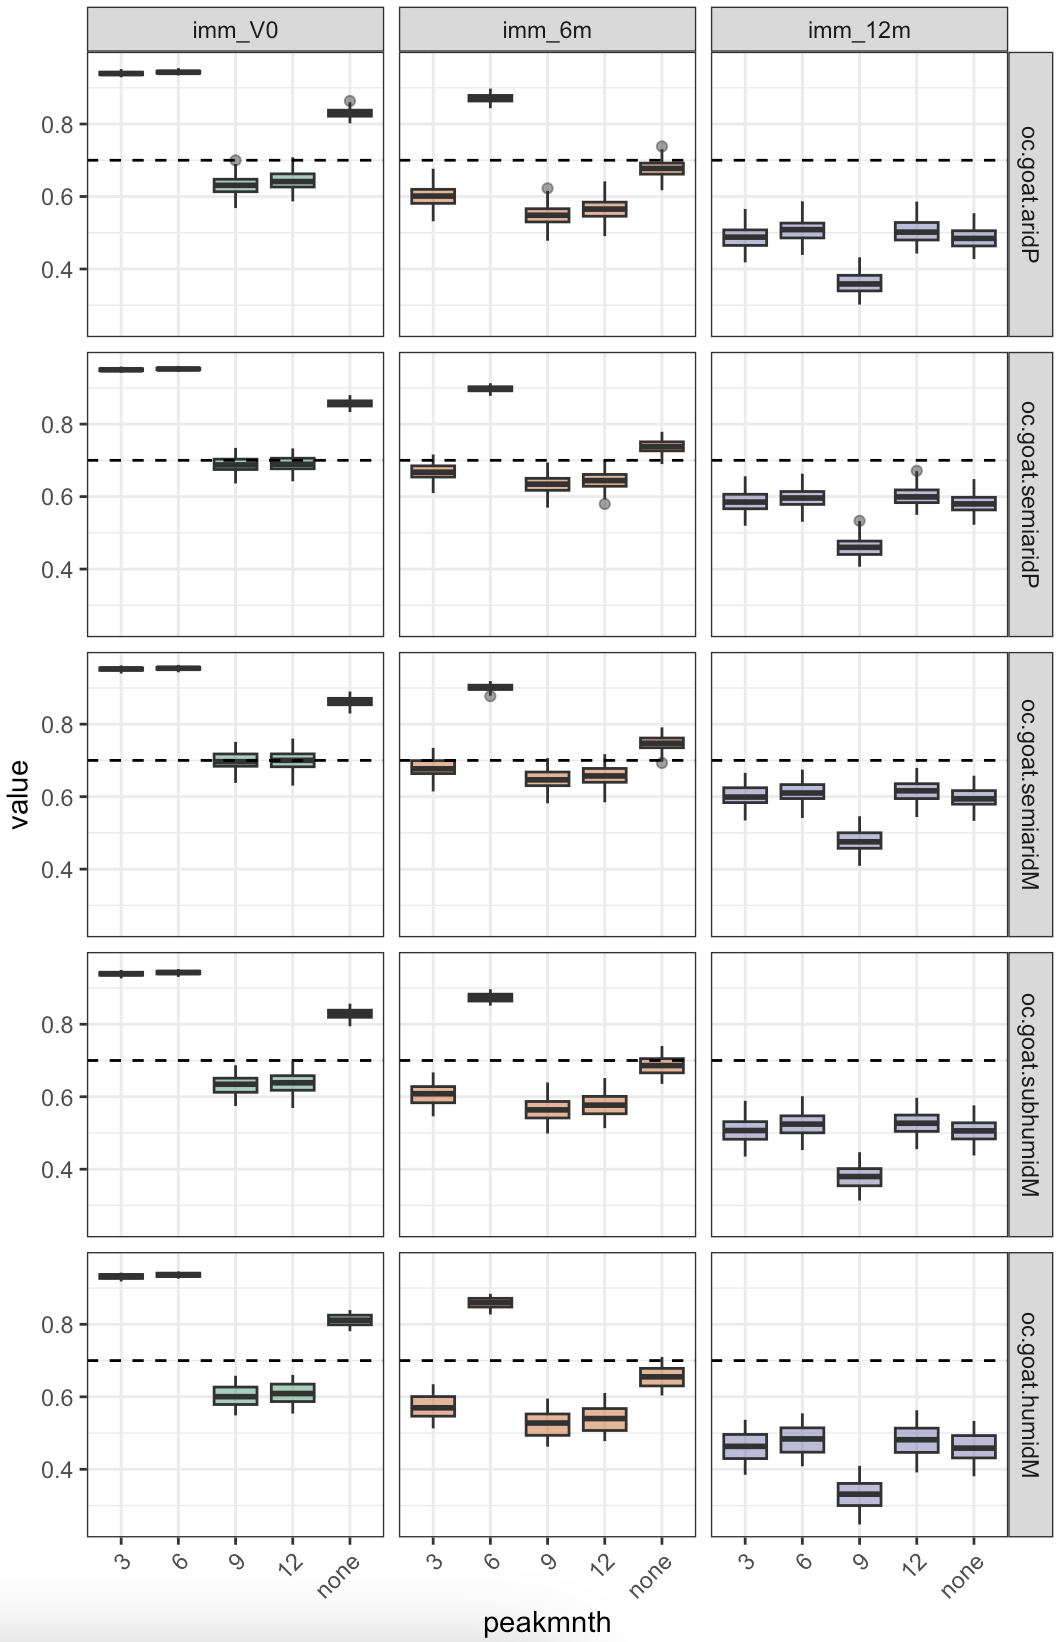 imm_V0 imm_6m imm_12m
0.8
0.6
0.4
oc.goat.aridP
0.8
0.6
0.4
oc.goat.semiaridP
0.8
0.6
0.4
oc.goat.semiaridM
value
0.8
0.6
0.4
oc.goat.subhumidM
0.8
0.6
0.4
oc.goat.humidM
3 6 9 12 none 3 6 9 12 none 3 6 9 12 none
peakmnth